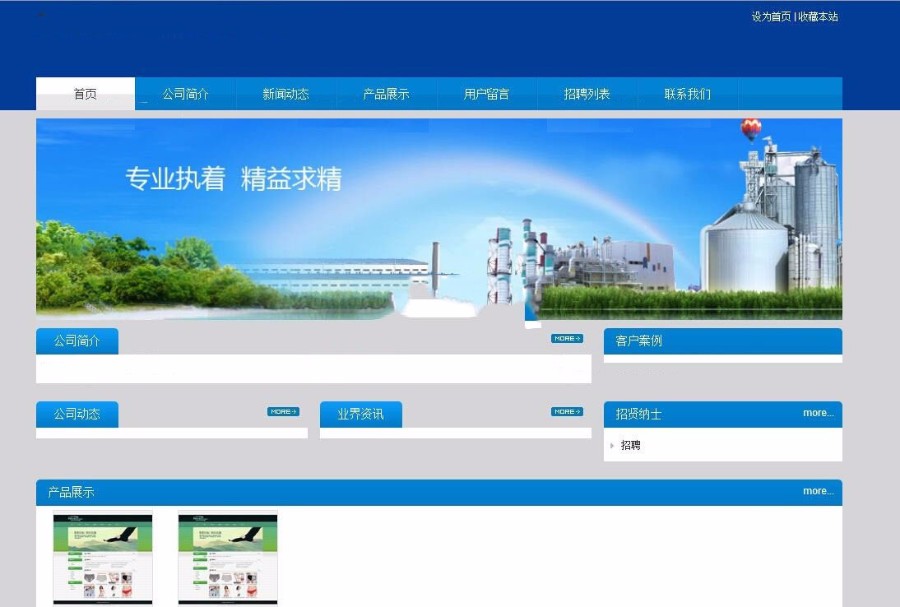 设为首页 | 收藏本站
首页 公司简介 新闻动态 产品展示 用户留言 招聘列表 联系我们
专业执着 精益求精
公司简介 MORE 客户案例
公司动态 MORE 业界资讯 MORE 招贤纳士 more...
招聘
产品展示 more...